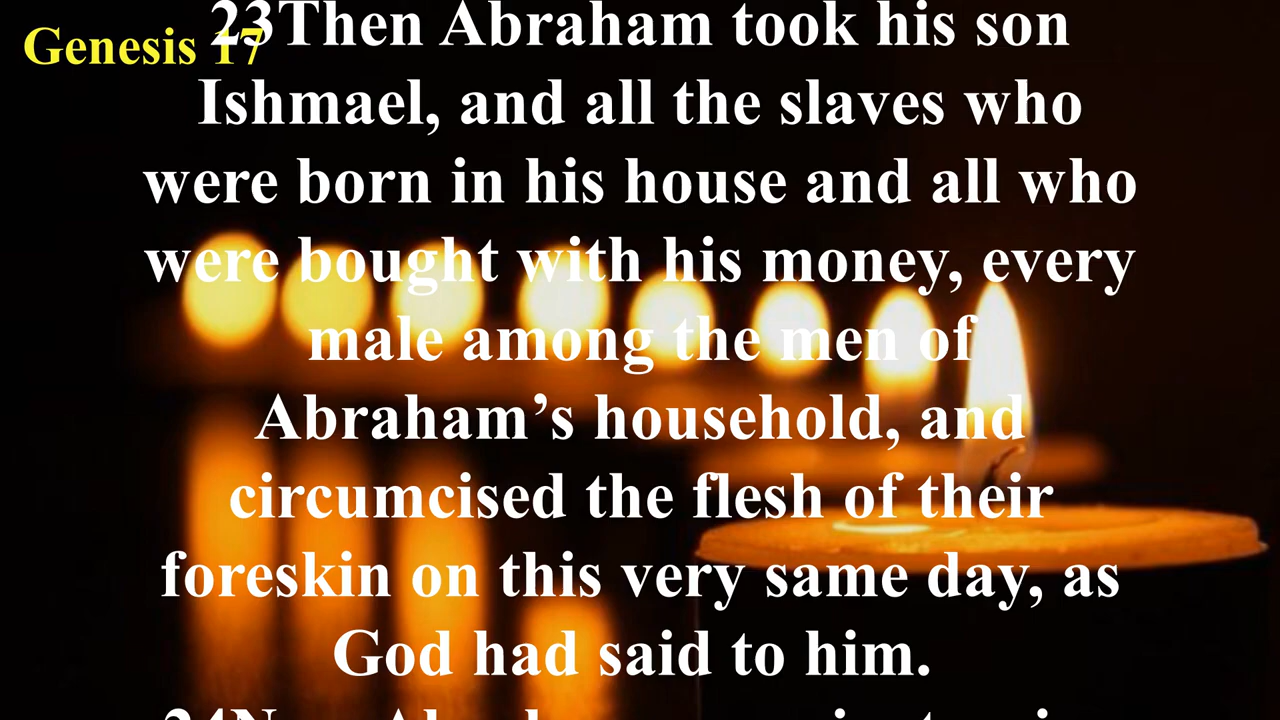 Genesis 17
23Then Abraham took his son
Ishmael, and all the slaves who
were born in his house and all who
were bought with his money, every
male among the men of
Abraham’s household, and
circumcised the flesh of their
foreskin on this very same day, as
God had said to him.